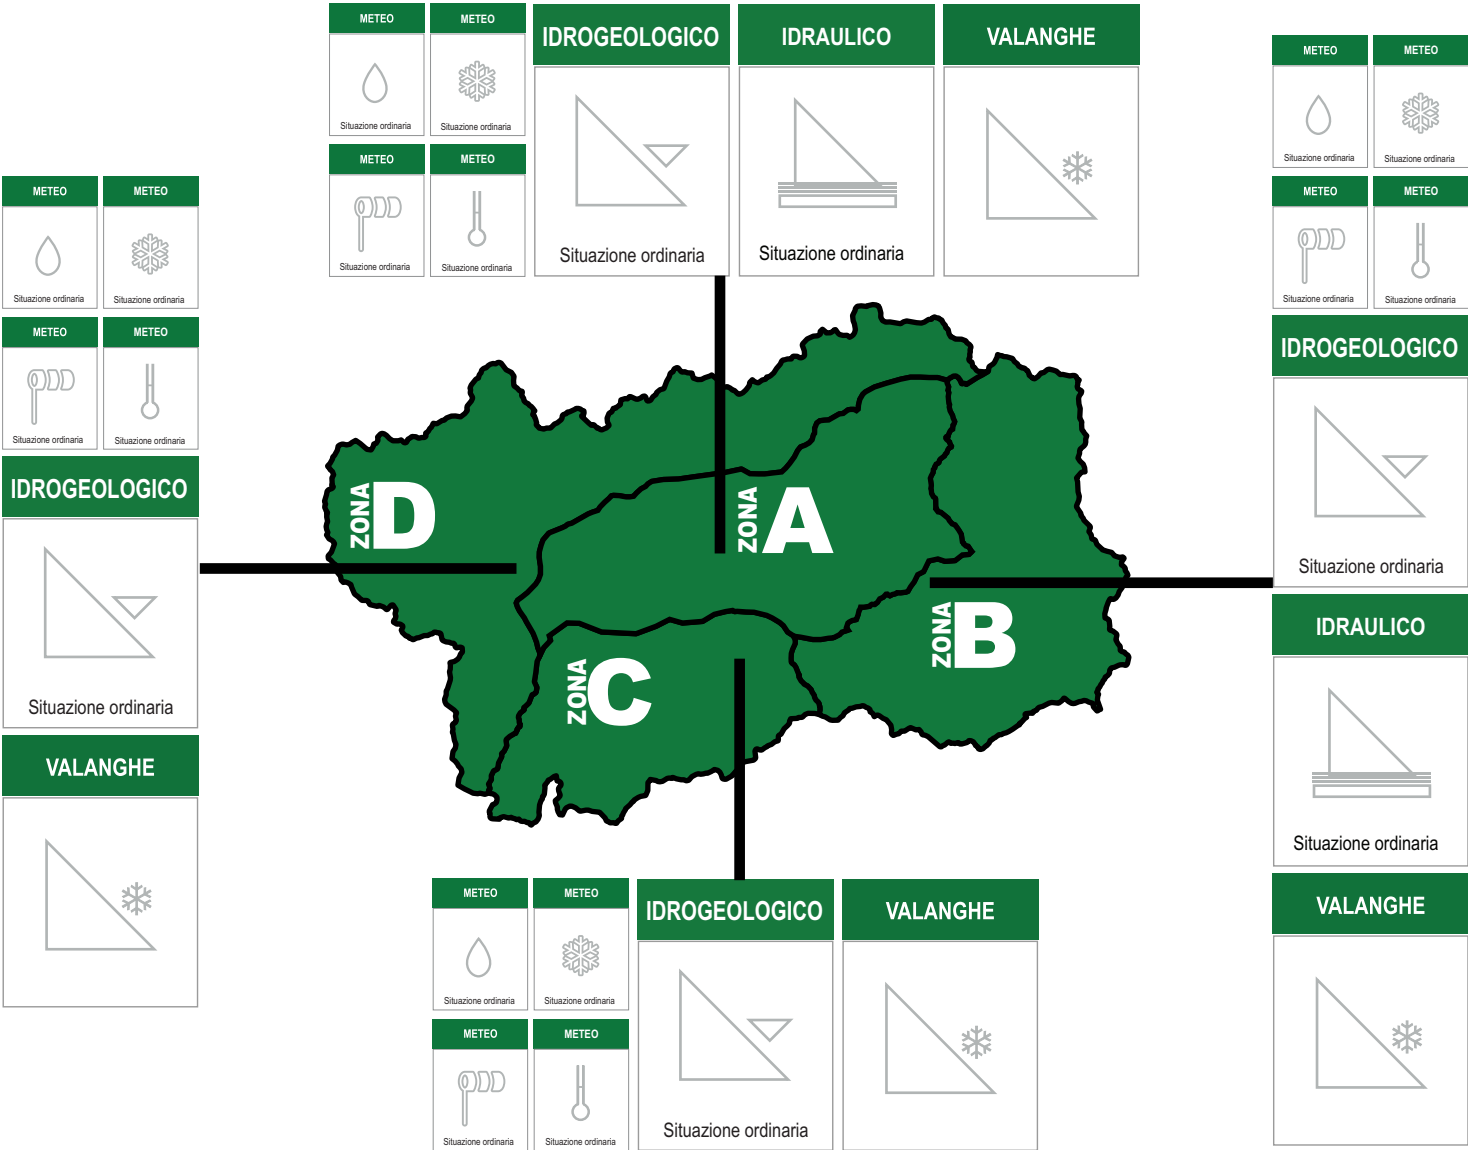 METEO METEO
Situazione ordinaria Situazione ordinaria
METEO METEO
Situazione ordinaria Situazione ordinaria
IDROGEOLOGICO
Situazione ordinaria
IDRAULICO
Situazione ordinaria
VALANGHE
METEO METEO
Situazione ordinaria Situazione ordinaria
METEO METEO
Situazione ordinaria Situazione ordinaria
IDROGEOLOGICO
Situazione ordinaria
VALANGHE
ZONA D
ZONA A
ZONA B
ZONA C
METEO METEO
Situazione ordinaria Situazione ordinaria
METEO METEO
Situazione ordinaria Situazione ordinaria
IDROGEOLOGICO
Situazione ordinaria
IDRAULICO
Situazione ordinaria
VALANGHE
METEO METEO
Situazione ordinaria Situazione ordinaria
METEO METEO
Situazione ordinaria Situazione ordinaria
IDROGEOLOGICO
Situazione ordinaria
VALANGHE